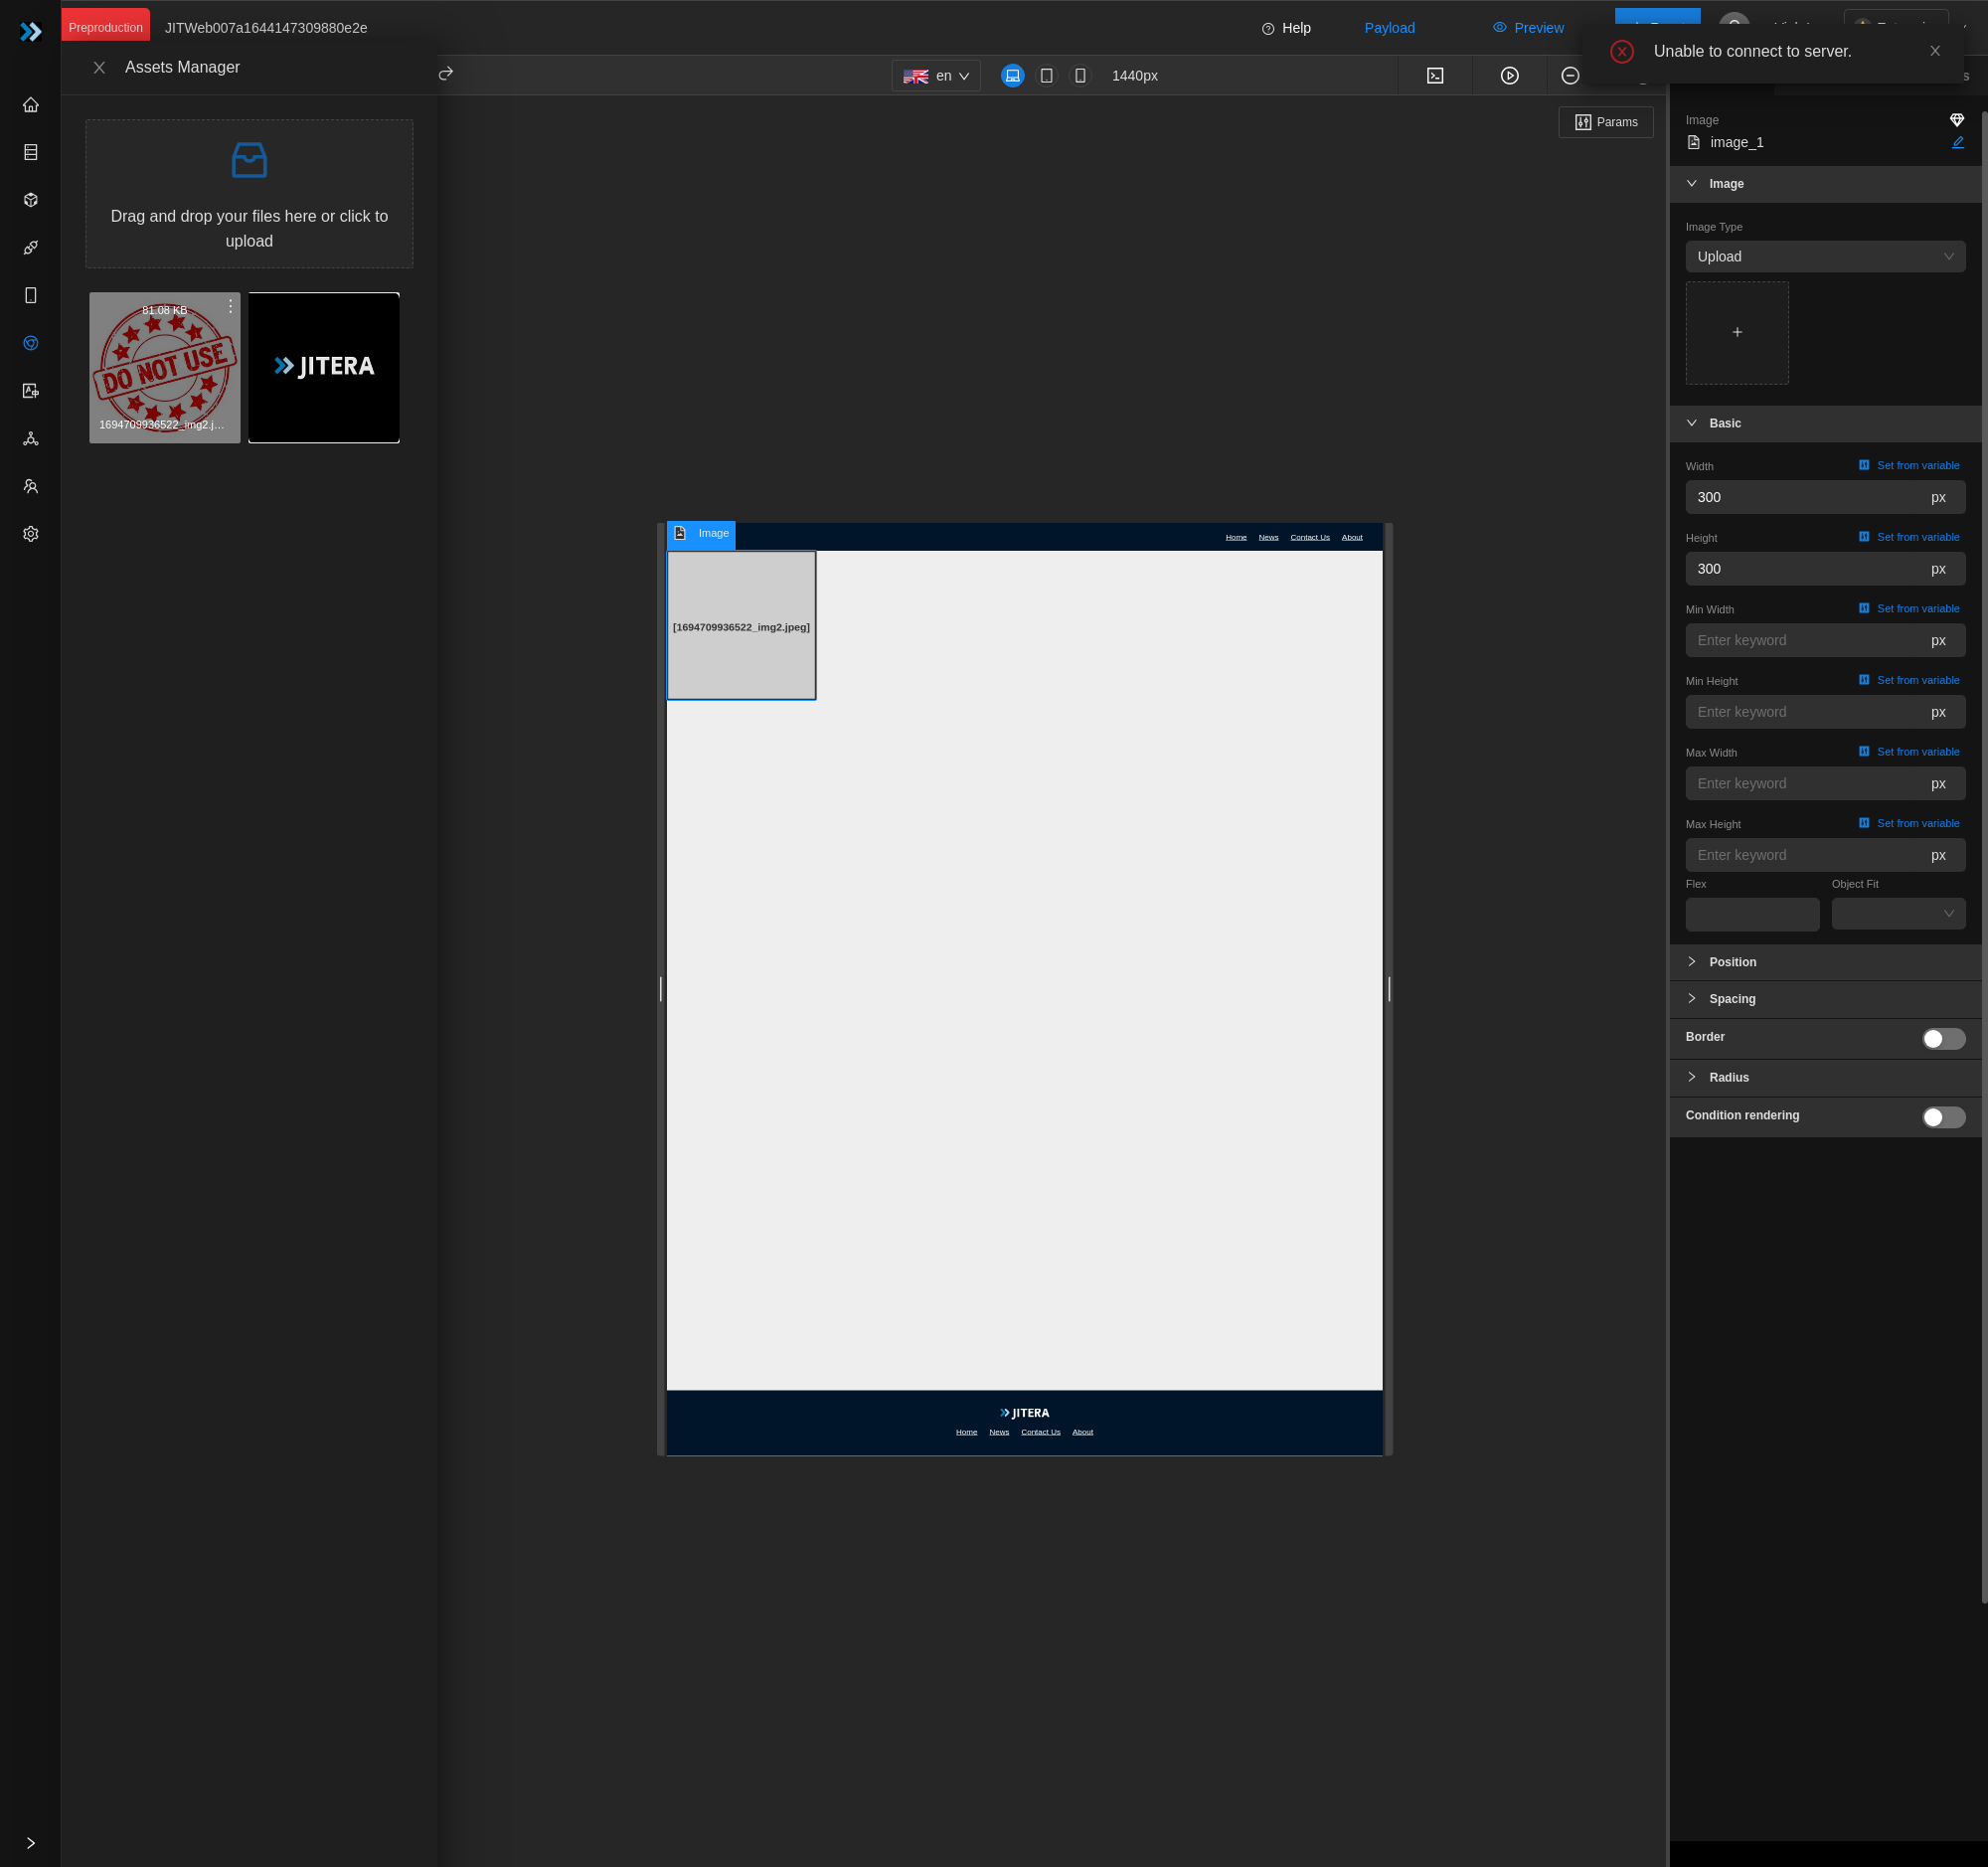 Preproduction
JITWeb007a1644147309880e2e
Help
Payload
Preview
Unable to connect to server.
Assets Manager
en
1440px
Params
Drag and drop your files here or click to
upload
81.08 KB
DO NOT USE
1694709936522_img2.j...
JITERA
Image
Home
News
Contact Us
About
[1694709936522_img2.jpeg]
JITERA
Home
News
Contact Us
About
Image
image_1
Image
Image Type
Upload
Basic
Width
Set from variable
300
px
Height
Set from variable
300
px
Min Width
Set from variable
Enter keyword
px
Min Height
Set from variable
Enter keyword
px
Max Width
Set from variable
Enter keyword
px
Max Height
Set from variable
Enter keyword
px
Flex
Object Fit
Position
Spacing
Border
Radius
Condition rendering